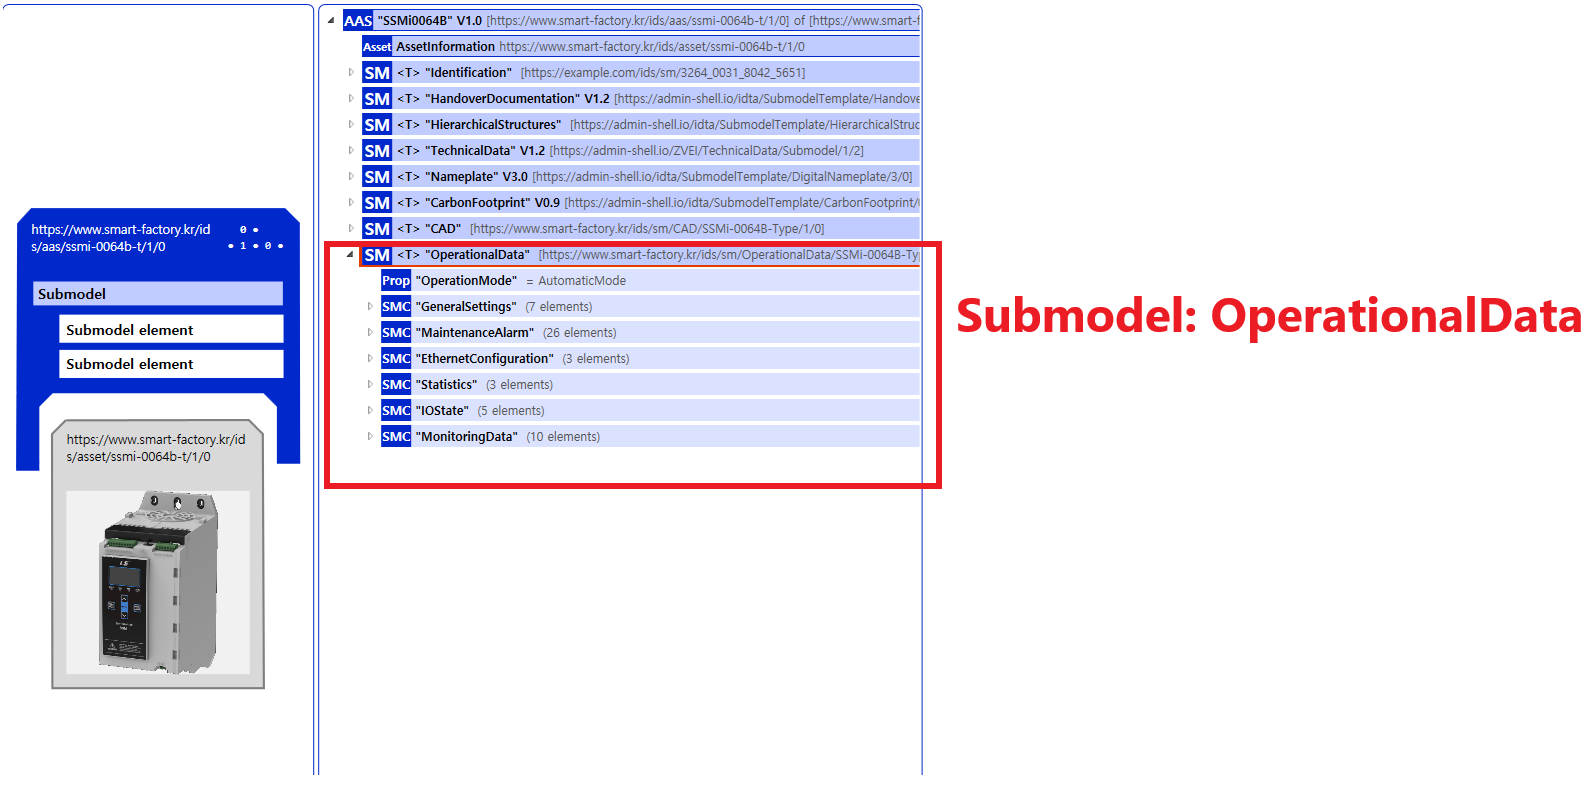 https://www.smart-factory.kr/id
s/aas/ssmi-0064b-t/1/0
0 •
• 1 • 0 •
Submodel
Submodel element
Submodel element
https://www.smart-factory.kr/id
s/asset/ssmi-0064b-t/1/0
LS
AAS "SSMi0064B" V1.0 [https://www.smart-factory.kr/ids/aas/ssmi-0064b-t/1/0] of [https://www.smart-f
Asset AssetInformation https://www.smart-factory.kr/ids/asset/ssmi-0064b-t/1/0
SM <T> "Identification" [https://example.com/ids/sm/3264_0031_8042_5651]
SM <T> "HandoverDocumentation" V1.2 [https://admin-shell.io/idta/SubmodelTemplate/Handove
SM <T> "HierarchicalStructures" [https://admin-shell.io/idta/SubmodelTemplate/HierarchicalStruc
SM <T> "TechnicalData" V1.2 [https://admin-shell.io/ZVEI/TechnicalData/Submodel/1/2]
SM <T> "Nameplate" V3.0 [https://admin-shell.io/idta/SubmodelTemplate/DigitalNameplate/3/0]
SM <T> "CarbonFootprint" V0.9 [https://admin-shell.io/idta/SubmodelTemplate/CarbonFootprint/
SM <T> "CAD" [https://www.smart-factory.kr/ids/sm/CAD/SSMi-0064B-Type/1/0]
SM <T> "OperationalData" [https://www.smart-factory.kr/ids/sm/OperationalData/SSMi-0064B-Ty
Prop "OperationMode" = AutomaticMode
SMC "GeneralSettings" (7 elements)
SMC "MaintenanceAlarm" (26 elements)
SMC "EthernetConfiguration" (3 elements)
SMC "Statistics" (3 elements)
SMC "IOState" (5 elements)
SMC "MonitoringData" (10 elements)
Submodel: OperationalData